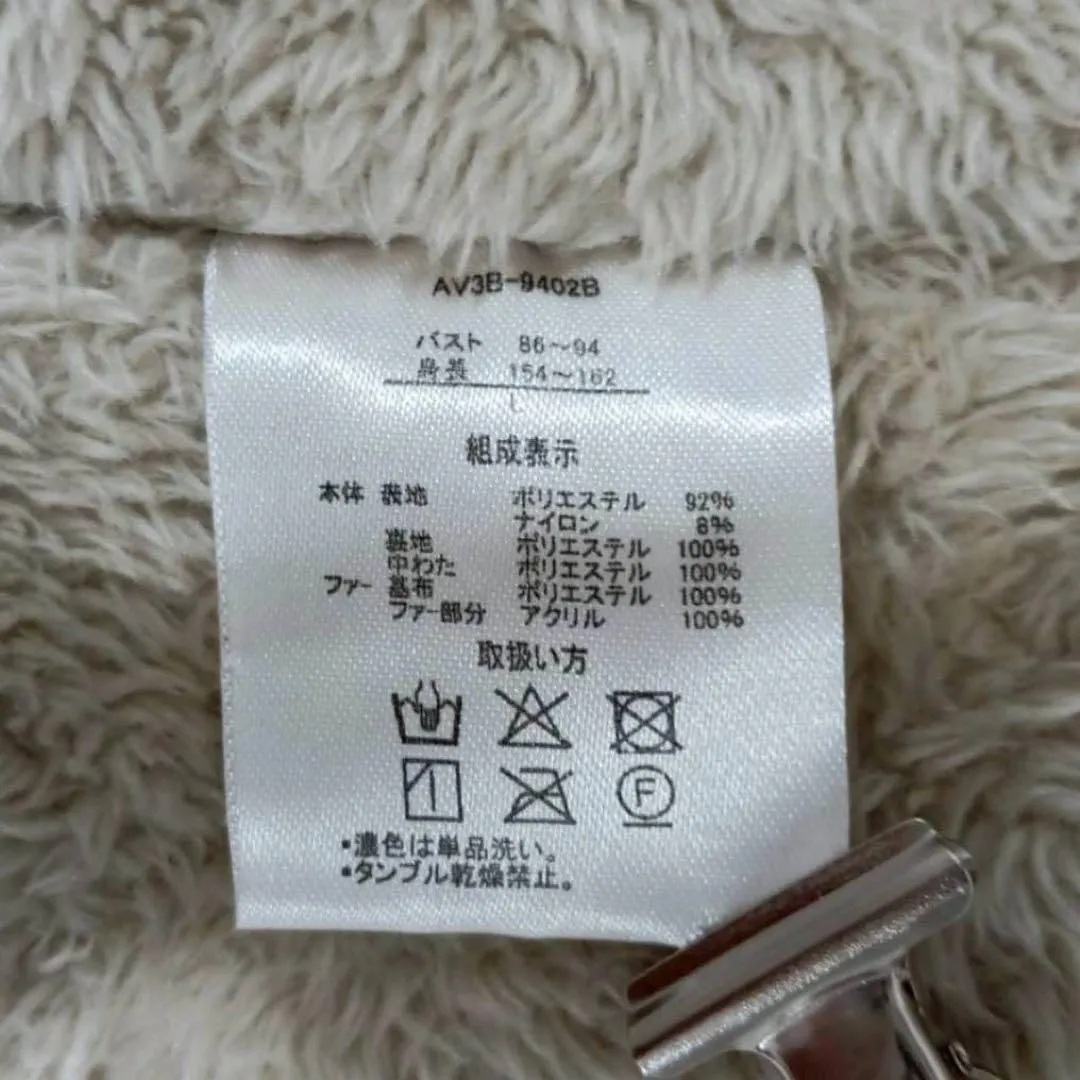 AV3B-9402B
バスト 86～94
身長 154～162
L
組成表示
本体 表地 ポリエステル 92%
ナイロン 8%
裏地 ポリエステル 100%
中わた ポリエステル 100%
ファー 基布 ポリエステル 100%
ファー部分 アクリル 100%
取扱い方
F
•濃色は単品洗い。
•タンブル乾燥禁止。